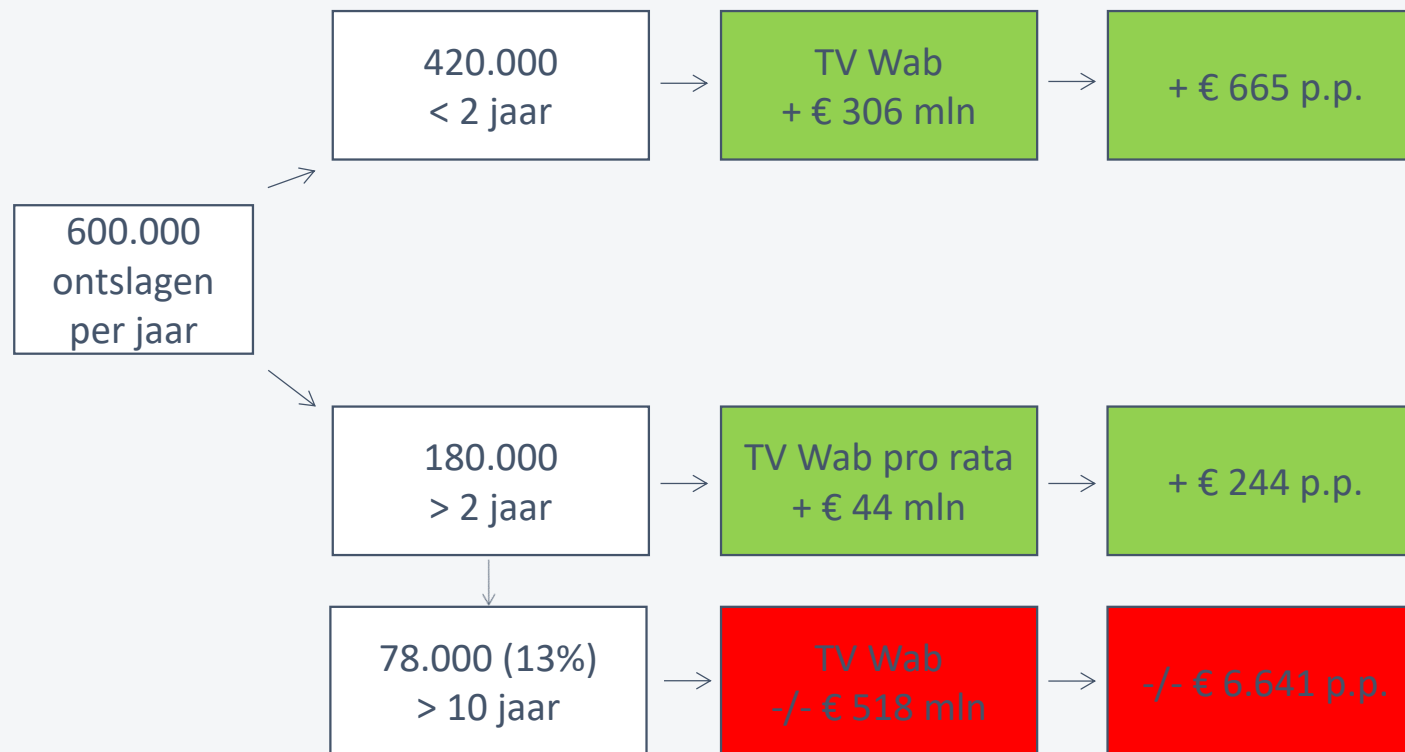 600.000
ontslagen
per jaar
420.000
< 2 jaar
TV Wab
+ € 306 mln
+ € 665 p.p.
180.000
> 2 jaar
TV Wab pro rata
+ € 44 mln
+ € 244 p.p.
78.000 (13%)
> 10 jaar
TV Wab
-/- € 518 mln
-/- € 6.641 p.p.